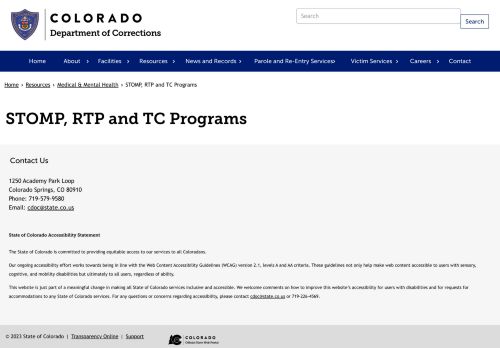 COLORADO
Department of Corrections
Search
Search
Home About › Facilities › Resources › News and Records › Parole and Re-Entry Services › Victim Services › Careers › Contact
Home › Resources › Medical & Mental Health › STOMP, RTP and TC Programs
STOMP, RTP and TC Programs
Contact Us
1250 Academy Park Loop
Colorado Springs, CO 80910
Phone: 719-579-9580
Email: cdoc@state.co.us
State of Colorado Accessibility Statement
The State of Colorado is committed to providing equitable access to our services to all Coloradans.
Our ongoing accessibility effort works towards being in line with the Web Content Accessibility Guidelines (WCAG) version 2.1, levels A and AA criteria. These guidelines not only help make web content accessible to users with sensory,
cognitive, and mobility disabilities but ultimately to all users, regardless of ability.
This website is just part of a meaningful change in making all State of Colorado services inclusive and accessible. We welcome comments on how to improve this website's accessibility for users with disabilities and for requests for
accommodations to any State of Colorado services. For any questions or concerns regarding accessibility, please contact cdoc@state.co.us or 719-226-4569.
© 2023 State of Colorado | Transparency Online | Support
COLORADO
Official State Web Portal